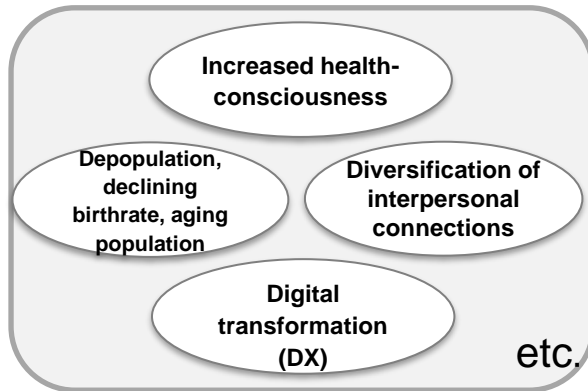 Increased health-
consciousness
Depopulation,
declining
birthrate, aging
population
Diversification of
interpersonal
connections
Digital
transformation
(DX)
etc.